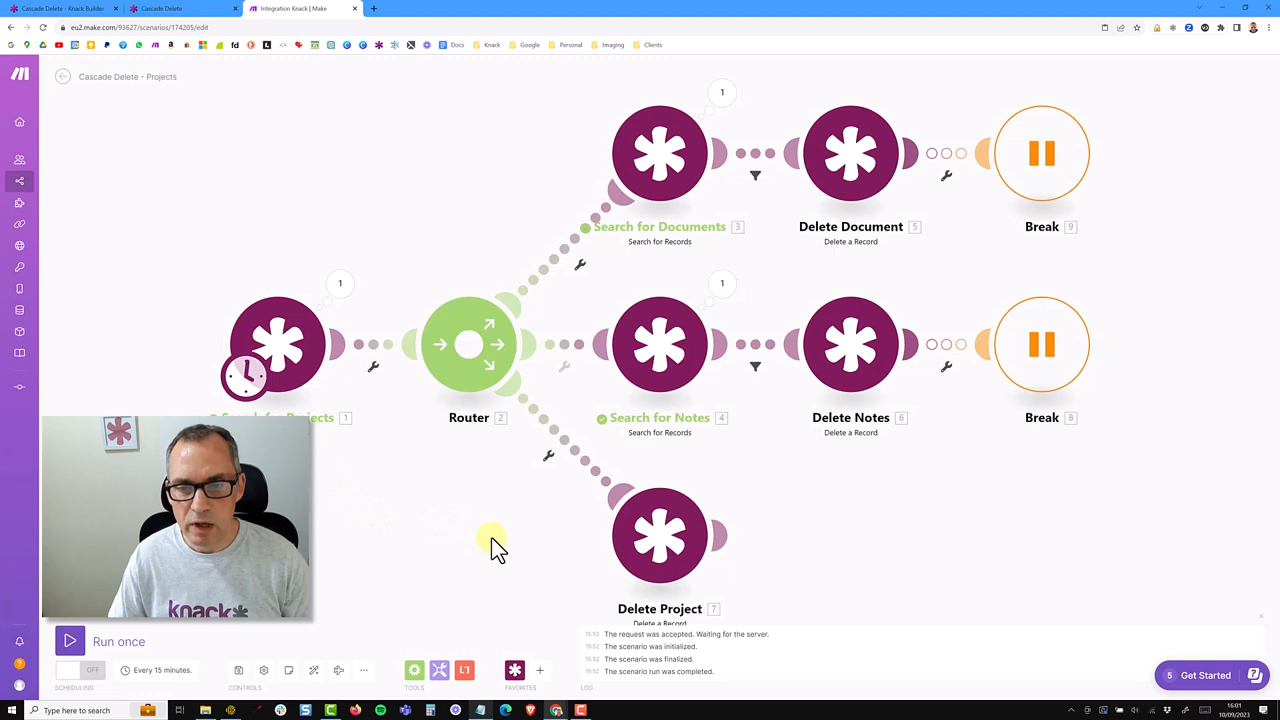 Cascade Delete - Knack Builder
Cascade Delete
Integration Knack | Make
eu2.make.com/93627/scenarios/174205/edit
Docs
Knack
Google
Personal
Imaging
Clients
Cascade Delete - Projects
1
Search for Documents 3
Search for Records
Delete Document 5
Delete a Record
Break 9
1
1
Router 2
Search for Notes 4
Search for Records
Delete Notes 6
Delete a Record
Break 8
knack
Delete Project 7
Delete a Record
Run once
15:52 The request was accepted. Waiting for the server.
15:52 The scenario was initialized.
15:52 The scenario was finalized.
15:52 The scenario run was completed.
OFF
Every 15 minutes.
5 Get Started
SCHEDULING
CONTROLS
TOOLS
FAVORITES
LOG
Type here to search
16:01
10/09/2023